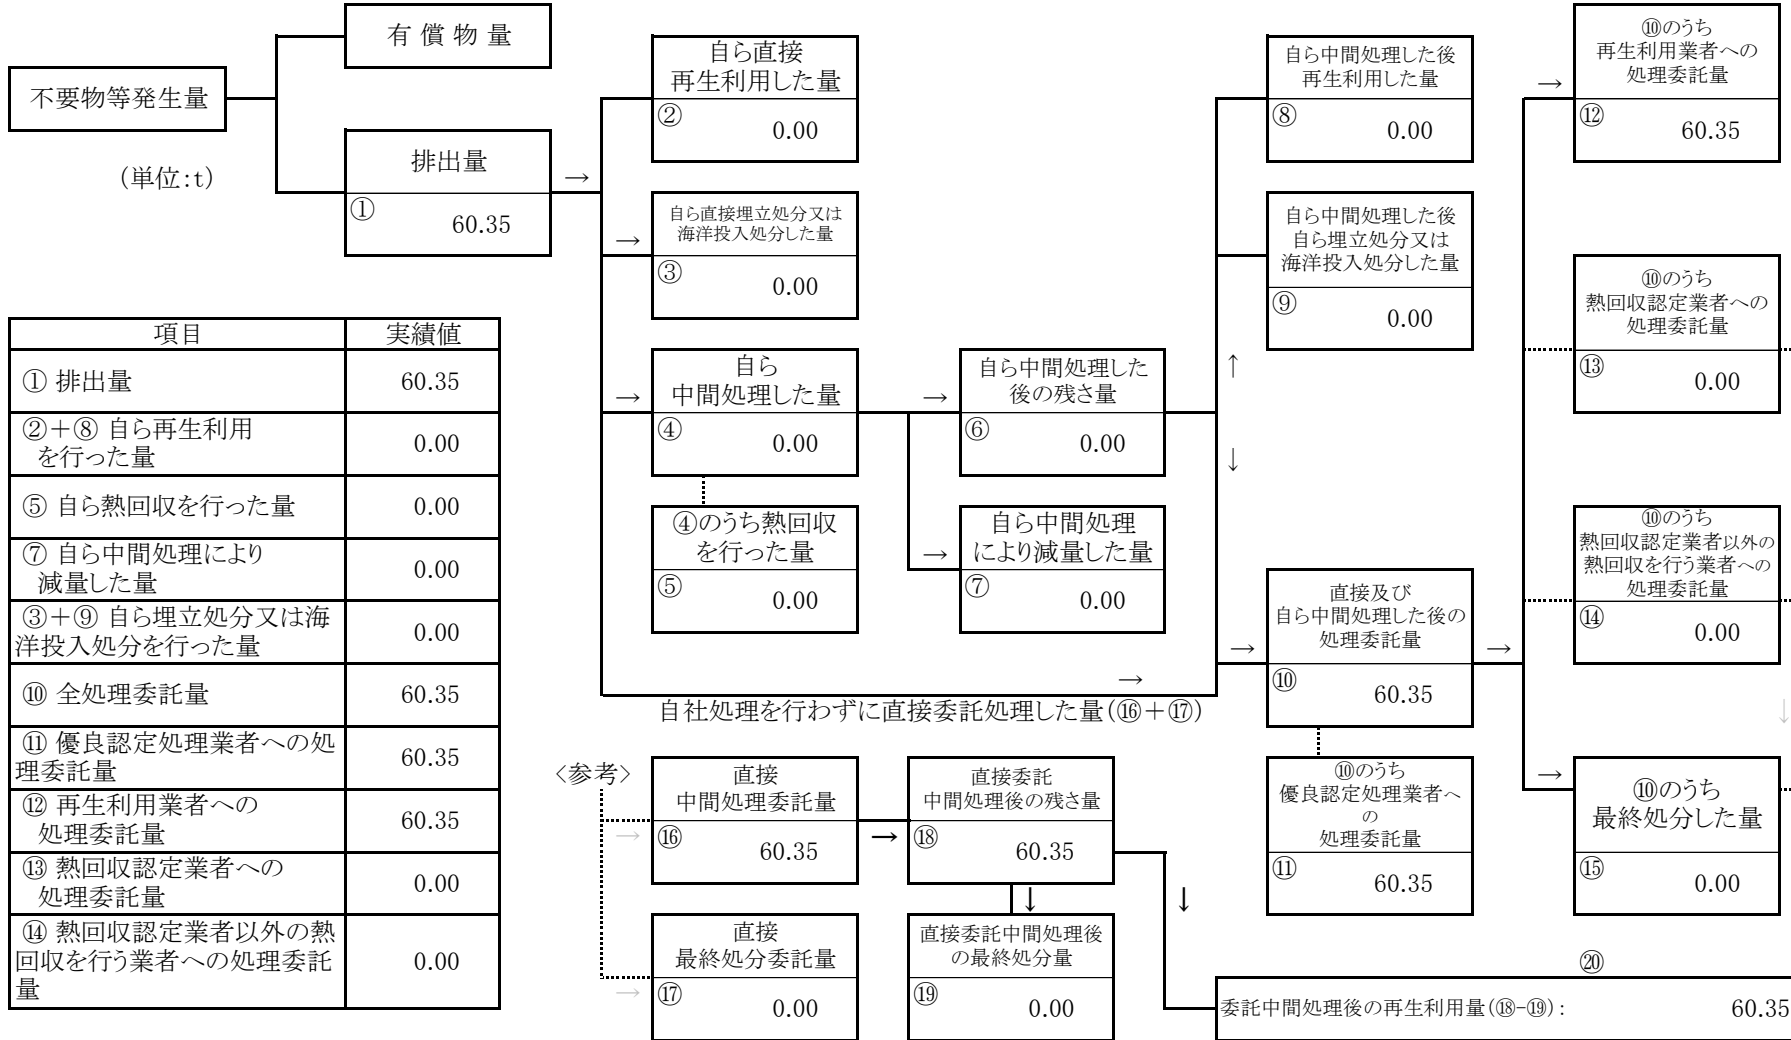 不要物等発生量
(単位:t)
有 償 物 量
排出量
①
60.35
→
自ら直接
再生利用した量
②
0.00
→
自ら直接埋立処分又は
海洋投入処分した量
③
0.00
→
自ら
中間処理した量
④
0.00
④のうち熱回収
を行った量
⑤
0.00
→
自ら中間処理した
後の残さ量
⑥
0.00
→
自ら中間処理
により減量した量
⑦
0.00
↑
↓
自ら中間処理した後
再生利用した量
⑧
0.00
自ら中間処理した後
自ら埋立処分又は
海洋投入処分した量
⑨
0.00
→
自社処理を行わずに直接委託処理した量(⑯+⑰)
→
直接及び
自ら中間処理した後の
処理委託量
⑩
60.35
→
⑩のうち
優良認定処理業者へ
の
処理委託量
⑪
60.35
→
⑩のうち
再生利用業者への
処理委託量
⑫
60.35
⑩のうち
熱回収認定業者への
処理委託量
⑬
0.00
⑩のうち
熱回収認定業者以外の
熱回収を行う業者への
処理委託量
⑭
0.00
↓
→
⑩のうち
最終処分した量
⑮
0.00
項目 実績値
① 排出量 60.35
②+⑧ 自ら再生利用
を行った量
0.00
⑤ 自ら熱回収を行った量 0.00
⑦ 自ら中間処理により
減量した量
0.00
③+⑨ 自ら埋立処分又は海
洋投入処分を行った量
0.00
⑩ 全処理委託量 60.35
⑪ 優良認定処理業者への処
理委託量
60.35
⑫ 再生利用業者への
処理委託量
60.35
⑬ 熱回収認定業者への
処理委託量
0.00
⑭ 熱回収認定業者以外の熱
回収を行う業者への処理委託
量
0.00
<参考>
→
直接
中間処理委託量
⑯
60.35
→
直接委託
中間処理後の残さ量
⑱
60.35
↓
↓
→
直接
最終処分委託量
⑰
0.00
直接委託中間処理後
の最終処分量
⑲
0.00
⑳
委託中間処理後の再生利用量(⑱-⑲): 60.35